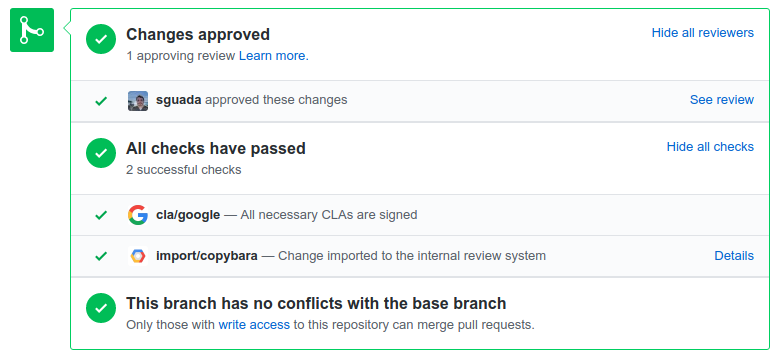 Changes approved
Hide all reviewers
1 approving review Learn more.
sguada approved these changes
See review
All checks have passed
Hide all checks
2 successful checks
cla/google — All necessary CLAs are signed
import/copybara — Change imported to the internal review system
Details
This branch has no conflicts with the base branch
Only those with write access to this repository can merge pull requests.